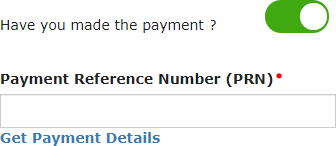 Have you made the payment ?
Payment Reference Number (PRN)*
Get Payment Details